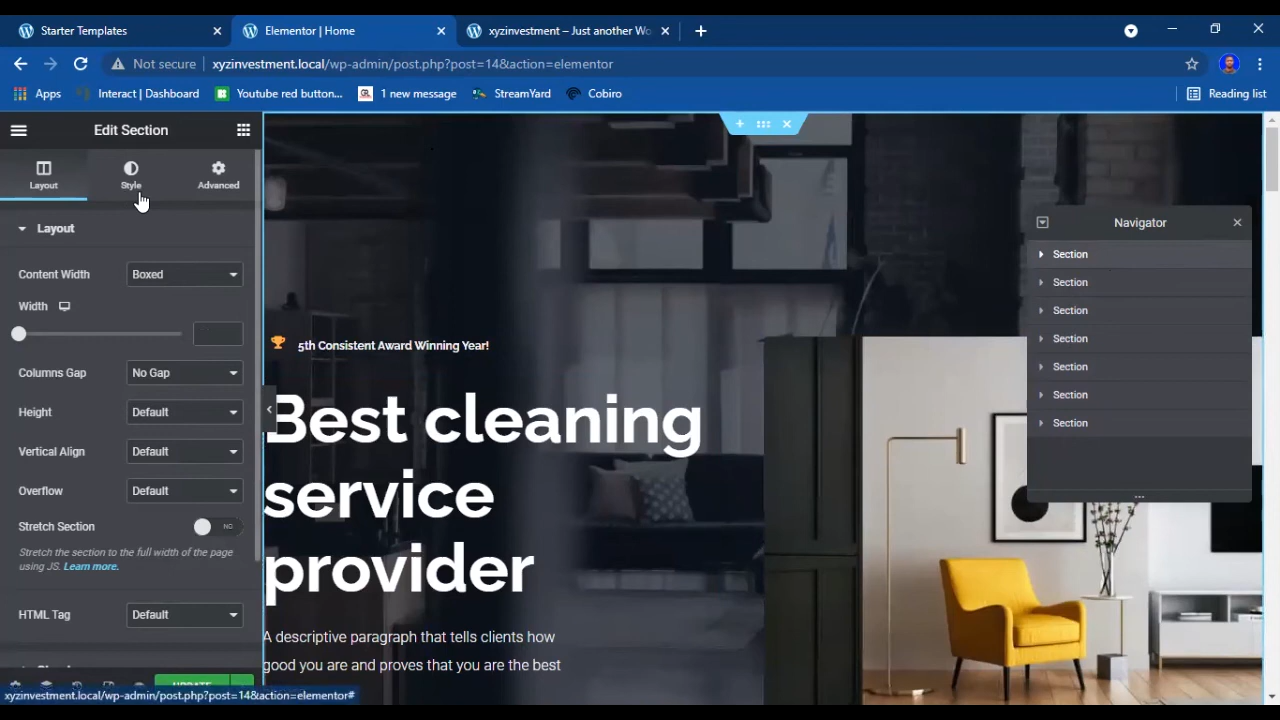 Starter Templates
Elementor | Home
xyzinvestment – Just another Wo
Not secure
xyzinvestment.local/wp-admin/post.php?post=14&action=elementor
Apps
Interact | Dashboard
Youtube red button...
1 new message
StreamYard
Cobiro
Reading list
Edit Section
Layout
Style
Advanced
Layout
Content Width
Boxed
Width
Columns Gap
No Gap
Height
Default
Vertical Align
Default
Overflow
Default
Stretch Section
NO
Stretch the section to the full width of the page
using JS. Learn more.
HTML Tag
Default
UPDATE
xyzinvestment.local/wp-admin/post.php?post=14&action=elementor#
5th Consistent Award Winning Year!
Best cleaning
service
provider
A descriptive paragraph that tells clients how
good you are and proves that you are the best
Navigator
Section
Section
Section
Section
Section
Section
Section